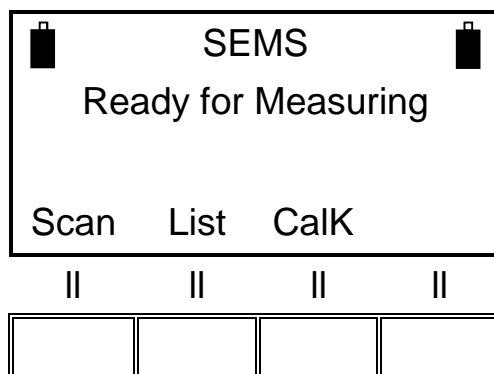 SEMS
Ready for Measuring
Scan List CalK
|| || || ||